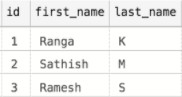 id first_name last_name
1 Ranga K
2 Sathish M
3 Ramesh S